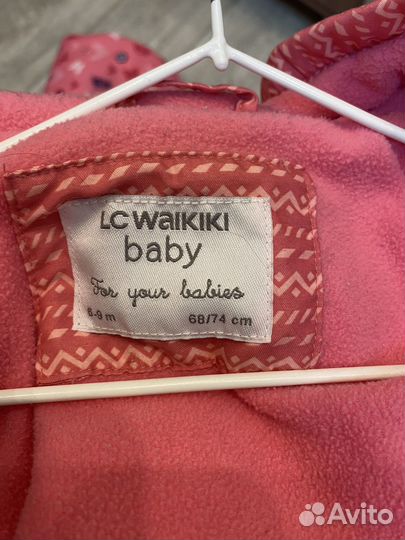 LC WAIKIKI
baby
For your babies
6-9 m 68/74 cm
Avito